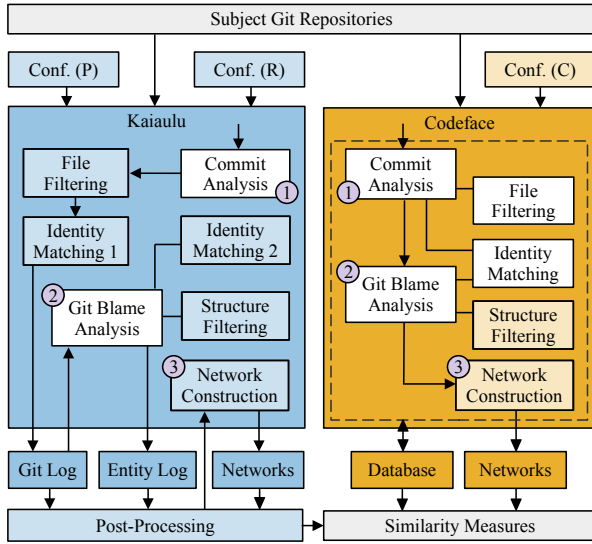 Subject Git Repositories
Conf. (P)
Conf. (R)
Conf. (C)
Kaiaulu
File
Filtering
Commit
Analysis
1
Identity
Matching 1
Identity
Matching 2
2
Git Blame
Analysis
Structure
Filtering
3
Network
Construction
Git Log
Entity Log
Networks
Post-Processing
Codeface
Commit
Analysis
1
File
Filtering
Identity
Matching
2
Git Blame
Analysis
Structure
Filtering
3
Network
Construction
Database
Networks
Similarity Measures